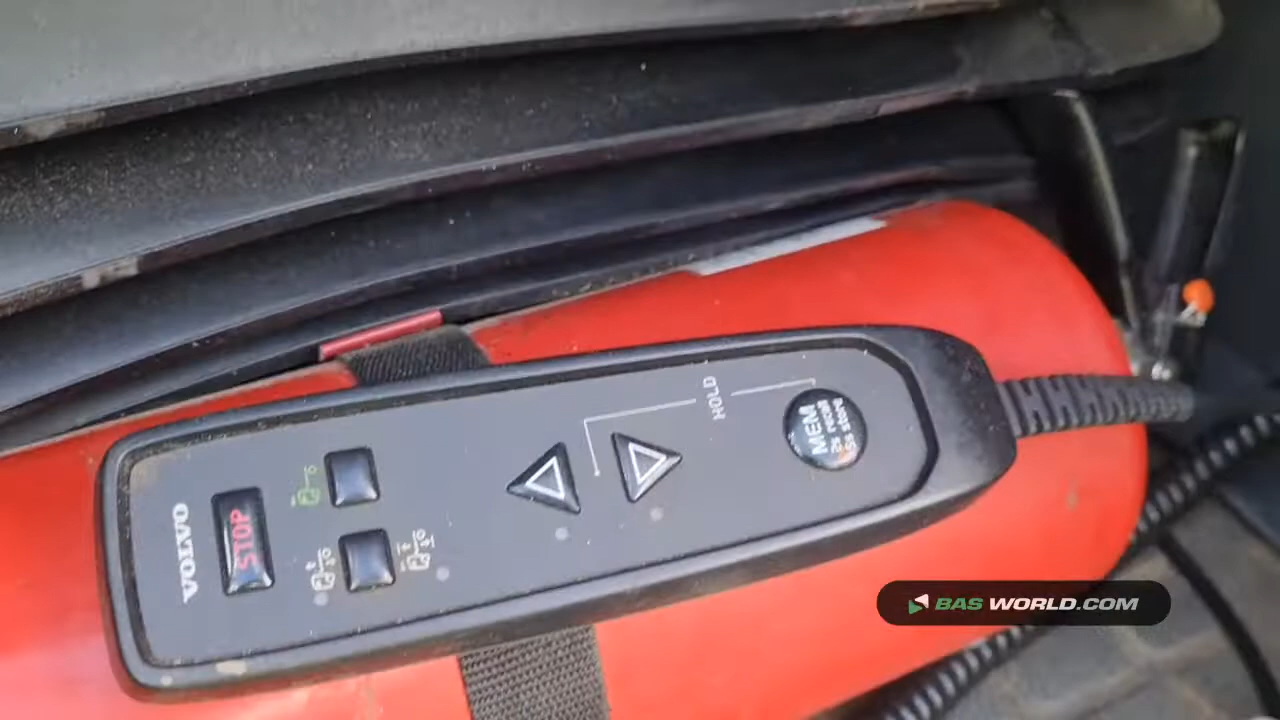 VOLVO
STOP
HOLD
MEM
2s recall
5s store
BAS WORLD.COM